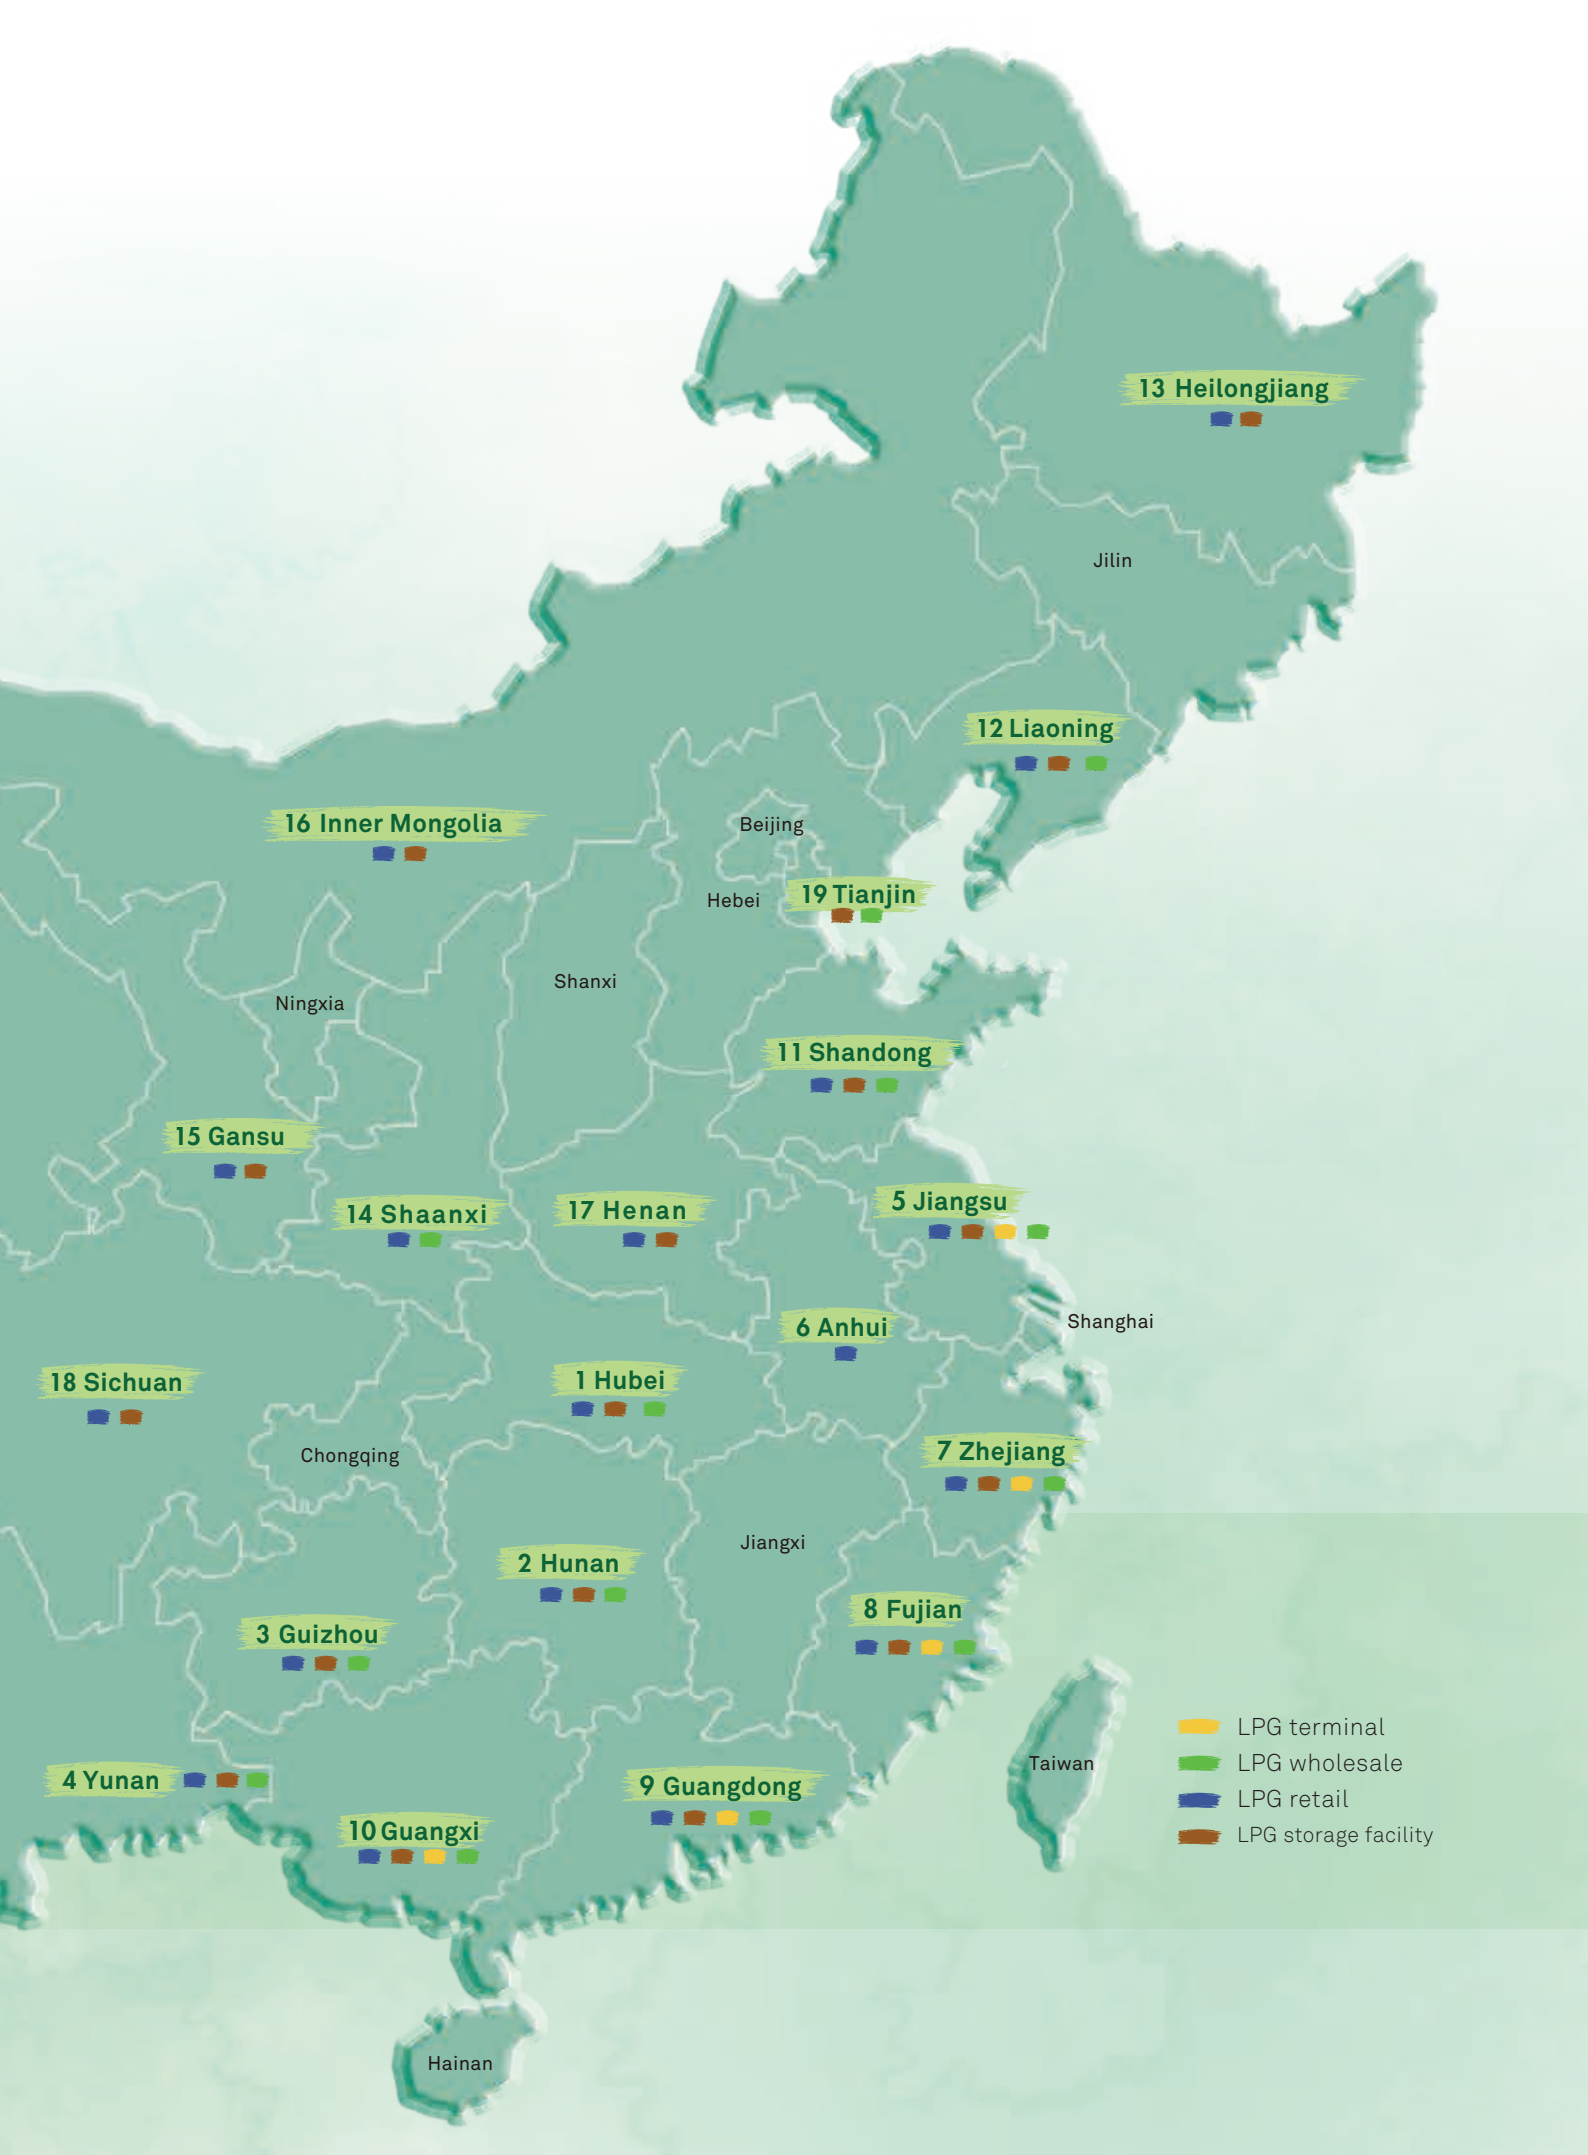 13 Heilongjiang
Jilin
12 Liaoning
16 Inner Mongolia
Beijing
19 Tianjin
Hebei
Shanxi
Ningxia
11 Shandong
15 Gansu
5 Jiangsu
14 Shaanxi
17 Henan
Shanghai
6 Anhui
18 Sichuan
1 Hubei
Chongqing
7 Zhejiang
Jiangxi
2 Hunan
8 Fujian
3 Guizhou
LPG terminal
LPG wholesale
Taiwan
4 Yunan
9 Guangdong
LPG retail
10 Guangxi
LPG storage facility
Hainan